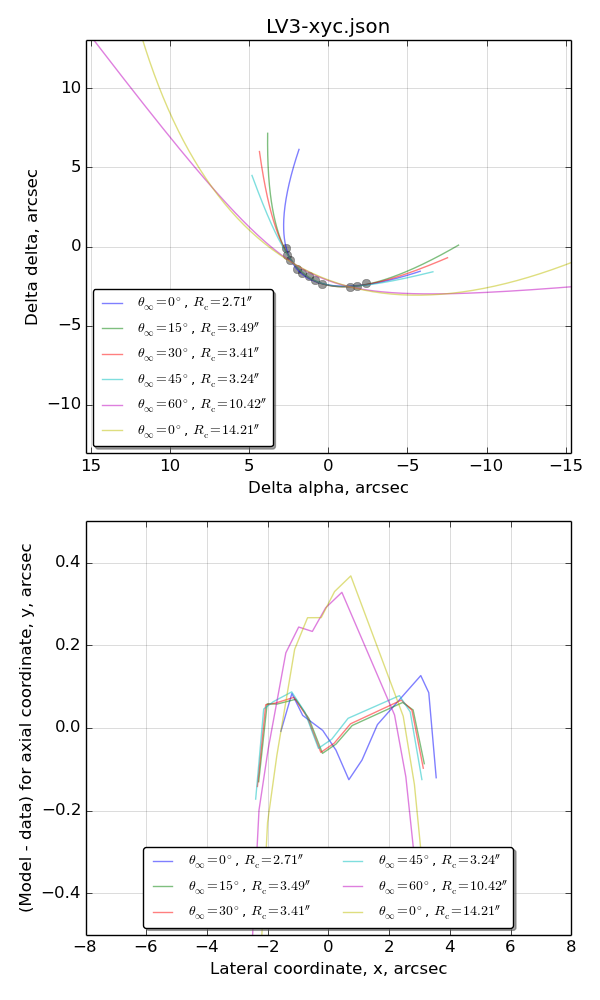 LV3-xyc.json
10
5
0
−5
−10
Delta delta, arcsec
θ∞=0°, Rc=2.71″
θ∞=15°, Rc=3.49″
θ∞=30°, Rc=3.41″
θ∞=45°, Rc=3.24″
θ∞=60°, Rc=10.42″
θ∞=0°, Rc=14.21″
15 10 5 0 −5 −10 −15
Delta alpha, arcsec
0.4
0.2
0.0
−0.2
−0.4
(Model - data) for axial coordinate, y, arcsec
θ∞=0°, Rc=2.71″ θ∞=45°, Rc=3.24″
θ∞=15°, Rc=3.49″ θ∞=60°, Rc=10.42″
θ∞=30°, Rc=3.41″ θ∞=0°, Rc=14.21″
−8 −6 −4 −2 0 2 4 6 8
Lateral coordinate, x, arcsec